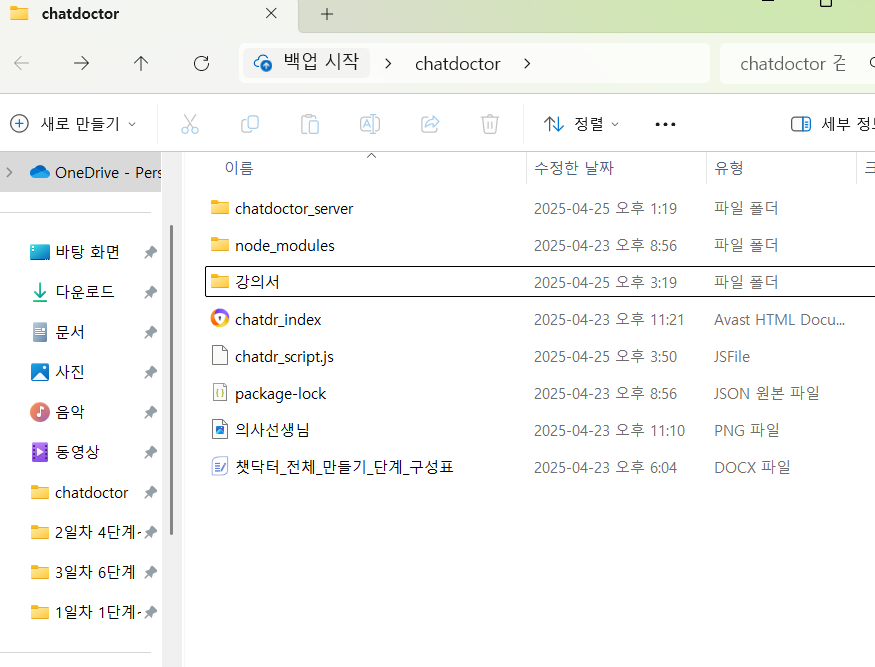 chatdoctor
백업 시작 chatdoctor
chatdoctor 검
새로 만들기 정렬 세부 정보
OneDrive - Pers
이름 수정한 날짜 유형
chatdoctor_server 2025-04-25 오후 1:19 파일 폴더
node_modules 2025-04-23 오후 8:56 파일 폴더
강의서 2025-04-25 오후 3:19 파일 폴더
chatdr_index 2025-04-23 오후 11:21 Avast HTML Docu...
chatdr_script.js 2025-04-25 오후 3:50 JSFile
package-lock 2025-04-23 오후 8:56 JSON 원본 파일
의사선생님 2025-04-23 오후 11:10 PNG 파일
챗닥터_전체_만들기_단계_구성표 2025-04-23 오후 6:04 DOCX 파일
바탕 화면
다운로드
문서
사진
음악
동영상
chatdoctor
2일차 4단계~
3일차 6단계
1일차 1단계~